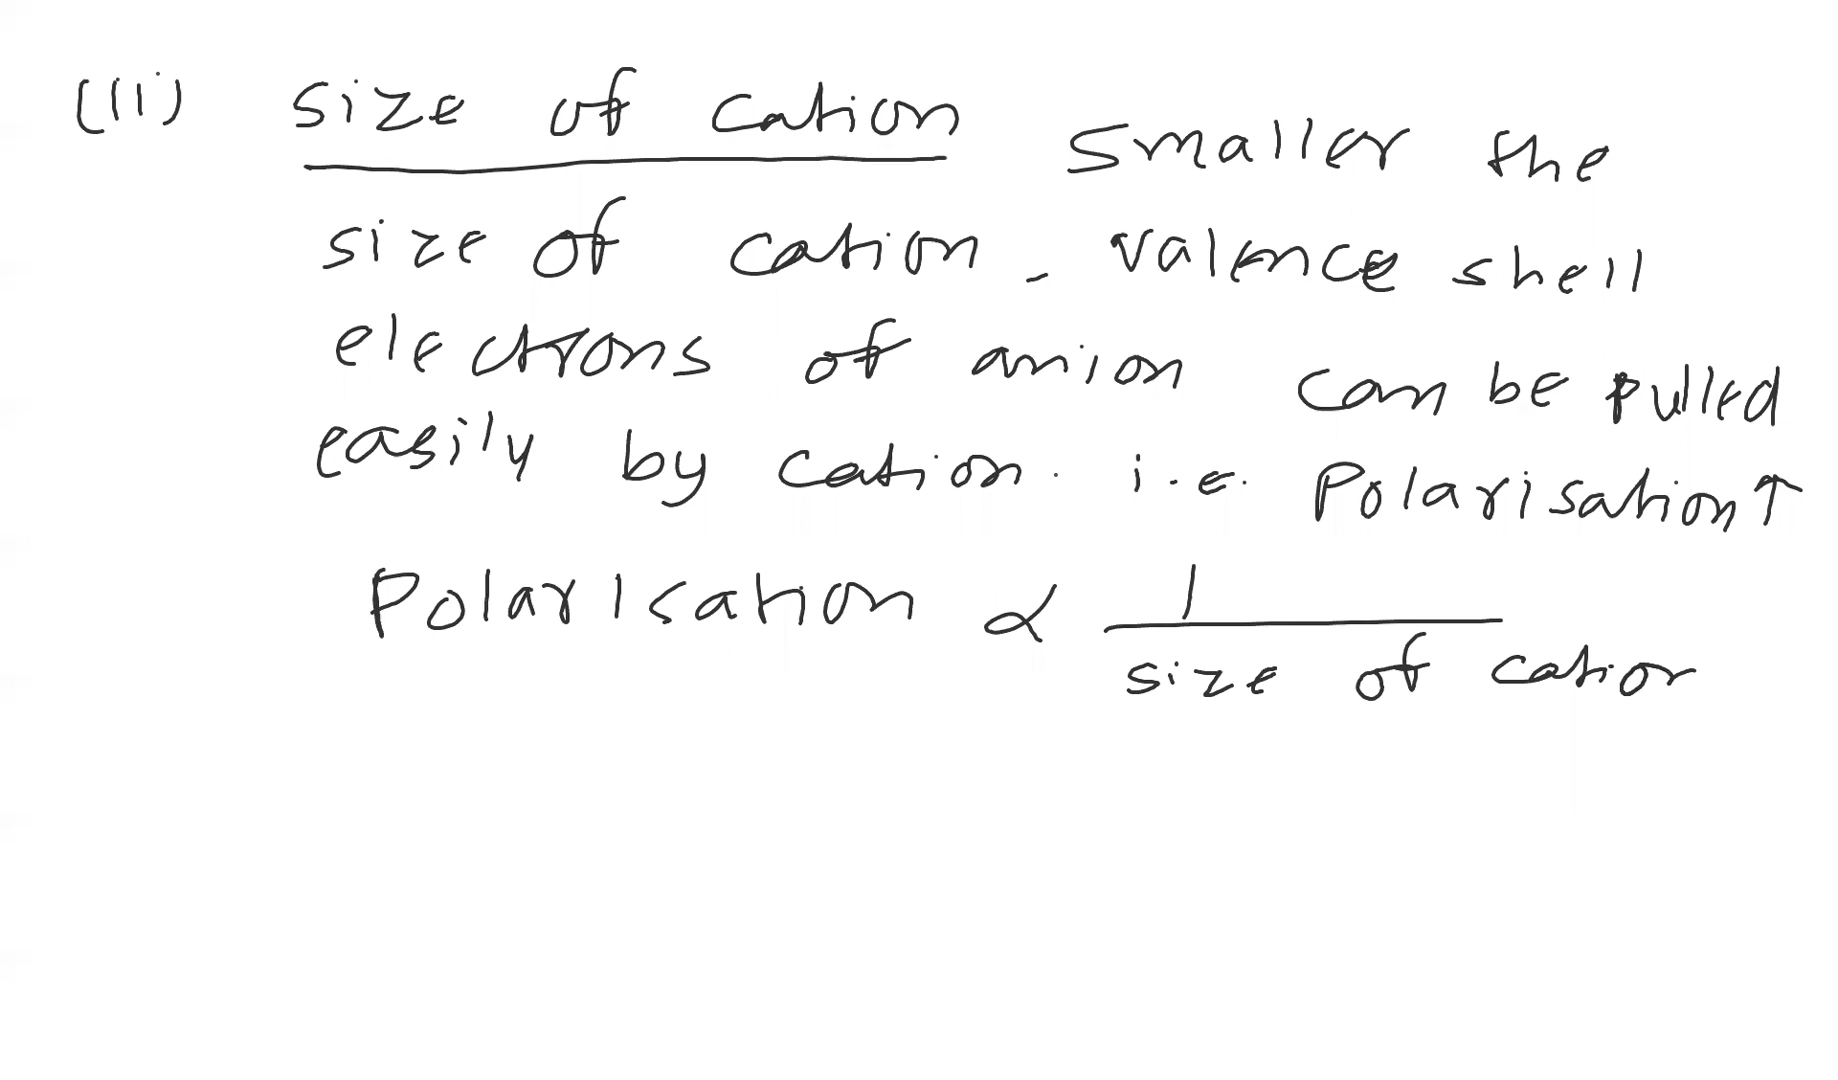 (ii) size of cation smaller the
size of cation - valence shell
electrons of anion can be pulled
easily by cation. i.e. Polarisation↑
Polarisation ∝ 1
size of cation